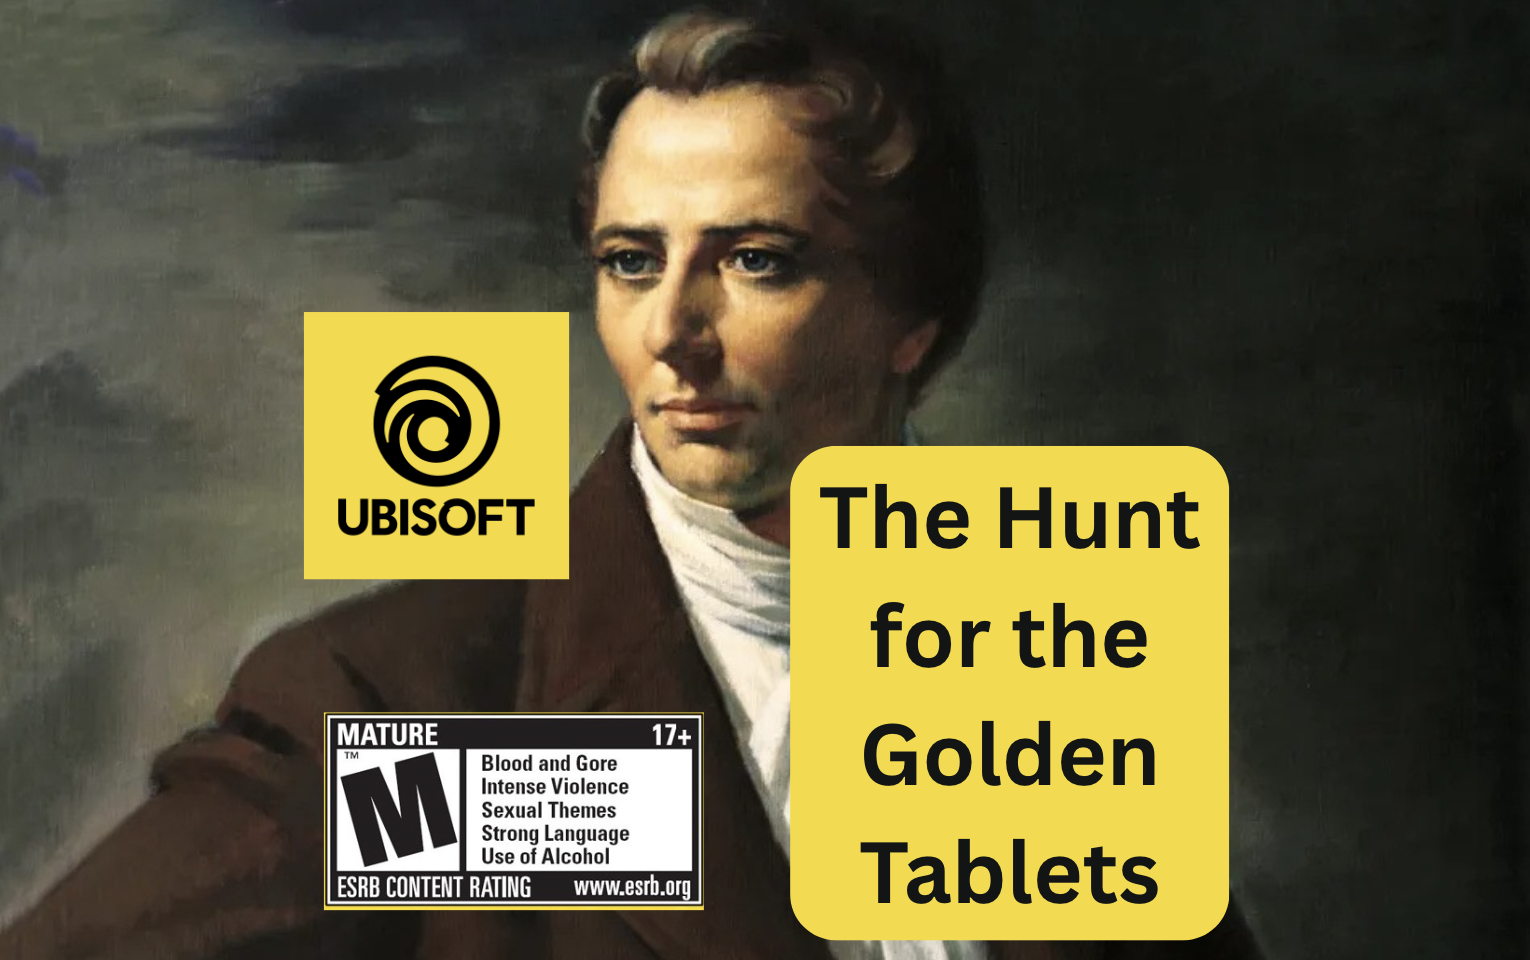 UBISOFT
The Hunt
for the
Golden
Tablets
MATURE 17+
TM
M
Blood and Gore
Intense Violence
Sexual Themes
Strong Language
Use of Alcohol
ESRB CONTENT RATING www.esrb.org